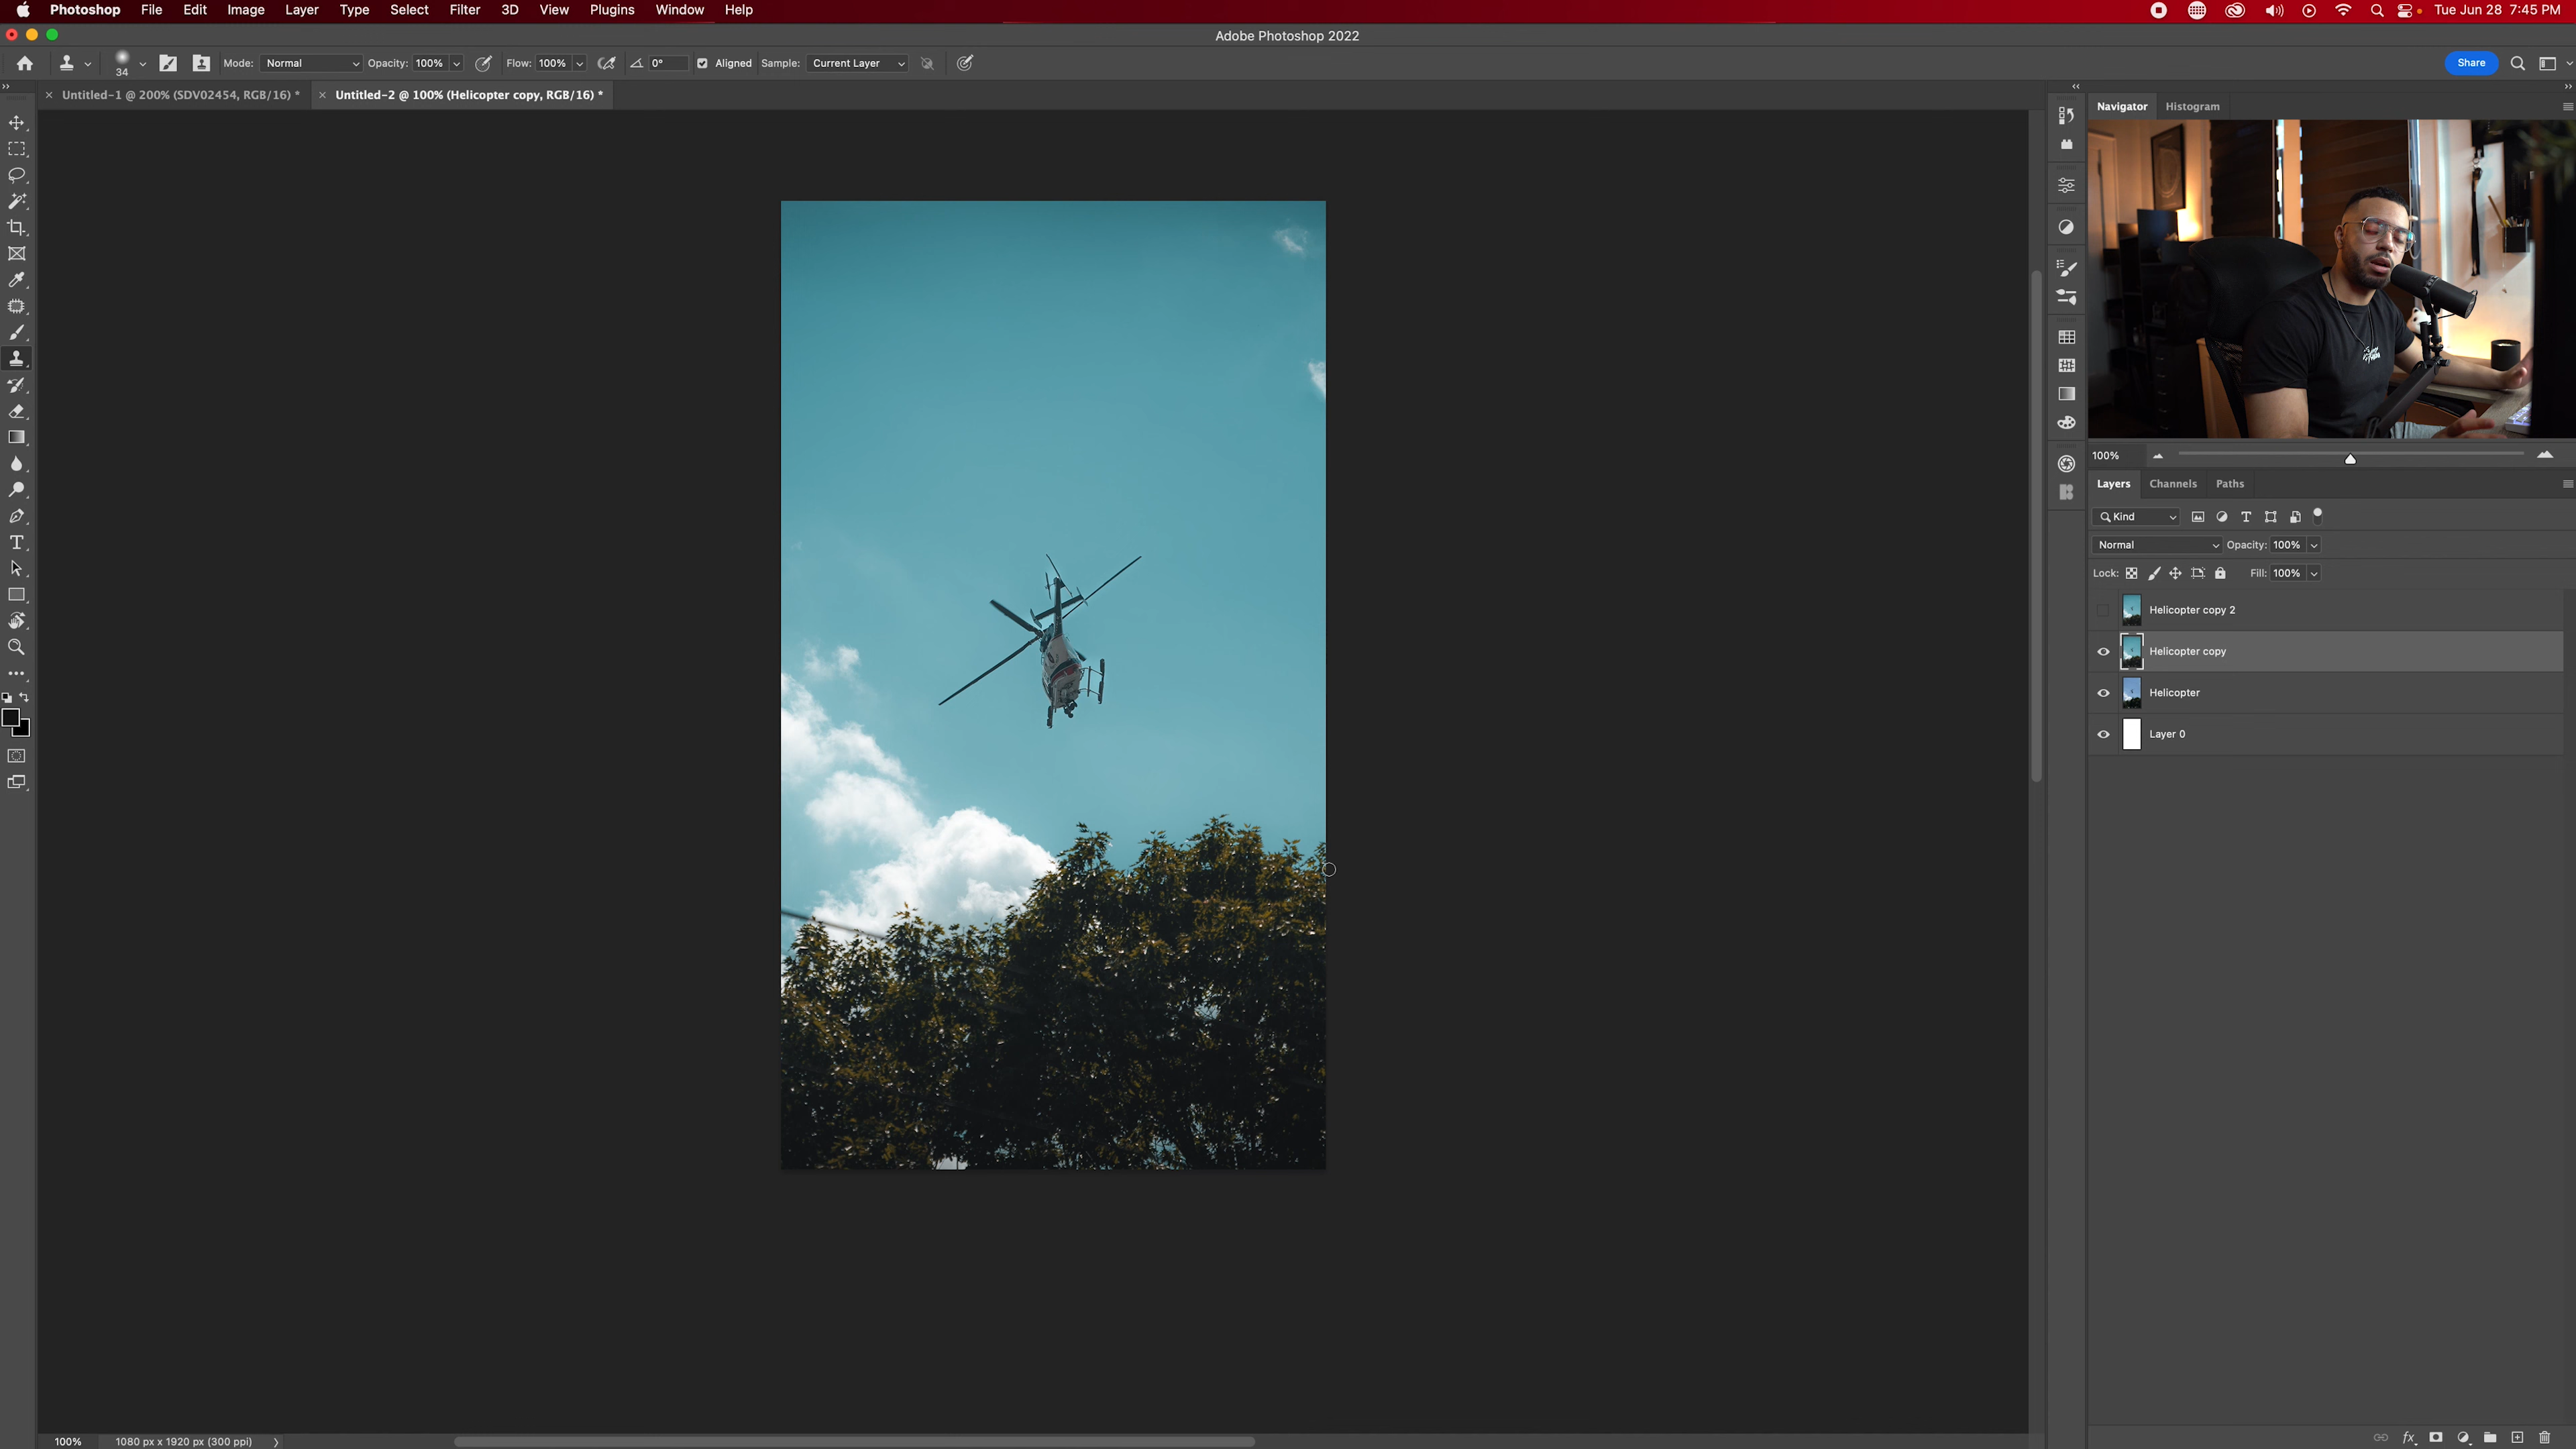 Photoshop File Edit Image Layer Type Select Filter 3D View Plugins Window Help Tue Jun 28 7:45 PM
Adobe Photoshop 2022
34 Mode: Normal Opacity: 100% Flow: 100% 0° Aligned Sample: Current Layer Share
Untitled-1 @ 200% (SDV02454, RGB/16) * Untitled-2 @ 100% (Helicopter copy, RGB/16) *
Navigator Histogram
100%
Layers Channels Paths
Kind
Normal Opacity: 100%
Lock: Fill: 100%
Helicopter copy 2
Helicopter copy
Helicopter
Layer 0
100% 1080 px x 1920 px (300 ppi)